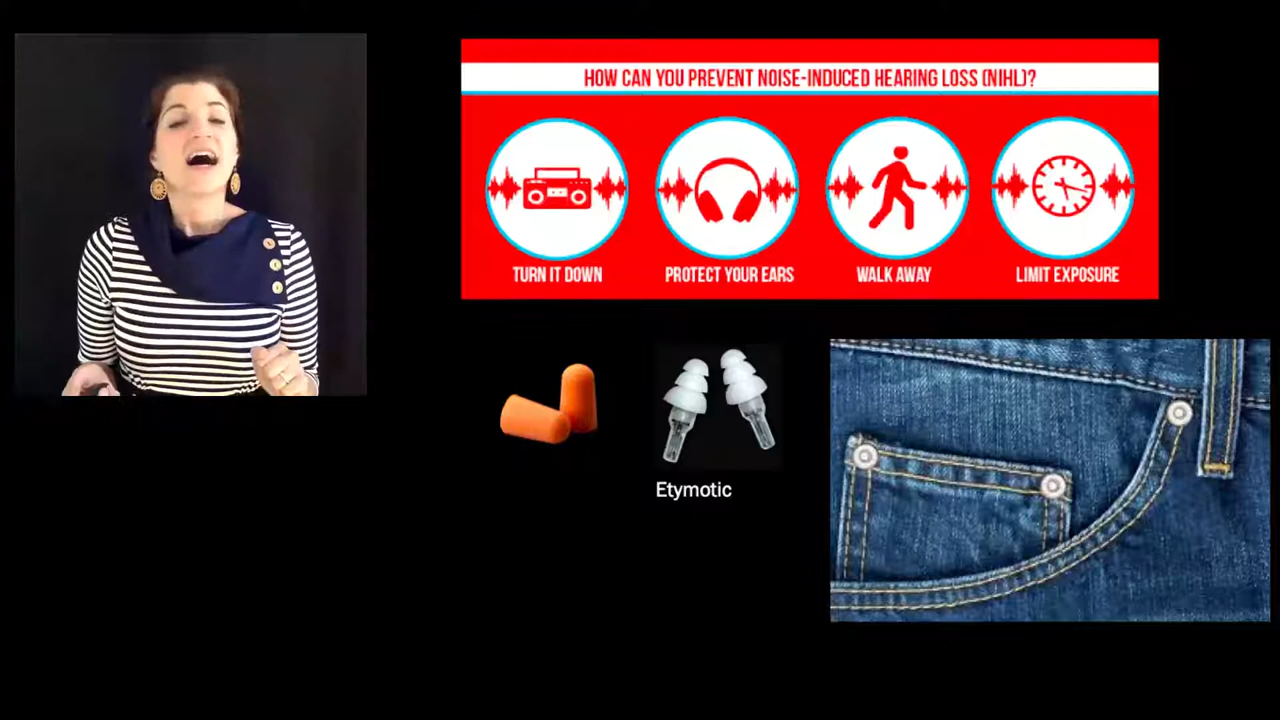 HOW CAN YOU PREVENT NOISE-INDUCED HEARING LOSS (NIHL)?
TURN IT DOWN
PROTECT YOUR EARS
WALK AWAY
LIMIT EXPOSURE
Etymotic